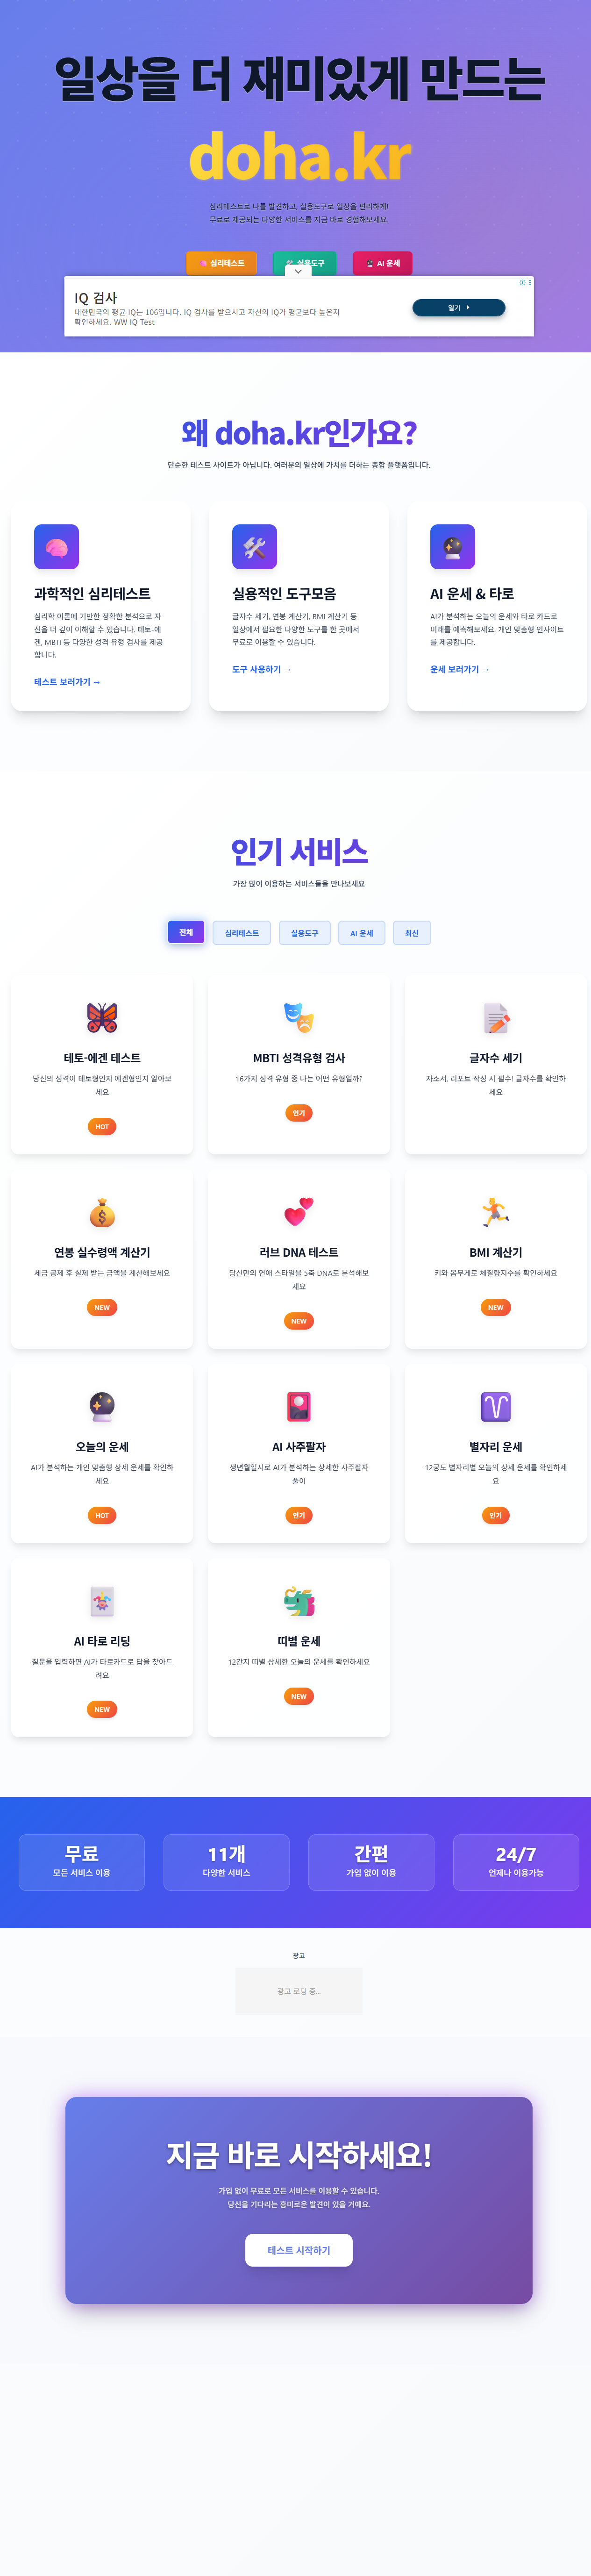 일상을 더 재미있게 만드는
doha.kr
심리테스트로 나를 발견하고, 실용도구로 일상을 편리하게!
무료로 제공되는 다양한 서비스를 지금 바로 경험해보세요.
심리테스트
실용도구
AI 운세
IQ 검사
대한민국의 평균 IQ는 106입니다. IQ 검사를 받으시고 자신의 IQ가 평균보다 높은지
확인하세요. WW IQ Test
열기
왜 doha.kr인가요?
단순한 테스트 사이트가 아닙니다. 여러분의 일상에 가치를 더하는 종합 플랫폼입니다.
과학적인 심리테스트
심리학 이론에 기반한 정확한 분석으로 자
신을 더 깊이 이해할 수 있습니다. 테토-에
겐, MBTI 등 다양한 성격 유형 검사를 제공
합니다.
테스트 보러가기 →
실용적인 도구모음
글자수 세기, 연봉 계산기, BMI 계산기 등
일상에서 필요한 다양한 도구를 한 곳에서
무료로 이용할 수 있습니다.
도구 사용하기 →
AI 운세 & 타로
AI가 분석하는 오늘의 운세와 타로 카드로
미래를 예측해보세요. 개인 맞춤형 인사이트
를 제공합니다.
운세 보러가기 →
인기 서비스
가장 많이 이용하는 서비스들을 만나보세요
전체
심리테스트
실용도구
AI 운세
최신
테토-에겐 테스트
당신의 성격이 테토형인지 에겐형인지 알아보
세요
HOT
MBTI 성격유형 검사
16가지 성격 유형 중 나는 어떤 유형일까?
인기
글자수 세기
자소서, 리포트 작성 시 필수! 글자수를 확인하
세요
연봉 실수령액 계산기
세금 공제 후 실제 받는 금액을 계산해보세요
NEW
러브 DNA 테스트
당신만의 연애 스타일을 5축 DNA로 분석해보
세요
NEW
BMI 계산기
키와 몸무게로 체질량지수를 확인하세요
NEW
오늘의 운세
AI가 분석하는 개인 맞춤형 상세 운세를 확인하
세요
HOT
AI 사주팔자
생년월일시로 AI가 분석하는 상세한 사주팔자
풀이
인기
별자리 운세
12궁도 별자리별 오늘의 상세 운세를 확인하세
요
인기
AI 타로 리딩
질문을 입력하면 AI가 타로카드로 답을 찾아드
려요
NEW
띠별 운세
12간지 띠별 상세한 오늘의 운세를 확인하세요
NEW
무료
모든 서비스 이용
11개
다양한 서비스
간편
가입 없이 이용
24/7
언제나 이용가능
광고
광고 로딩 중...
지금 바로 시작하세요!
가입 없이 무료로 모든 서비스를 이용할 수 있습니다.
당신을 기다리는 흥미로운 발견이 있을 거예요.
테스트 시작하기